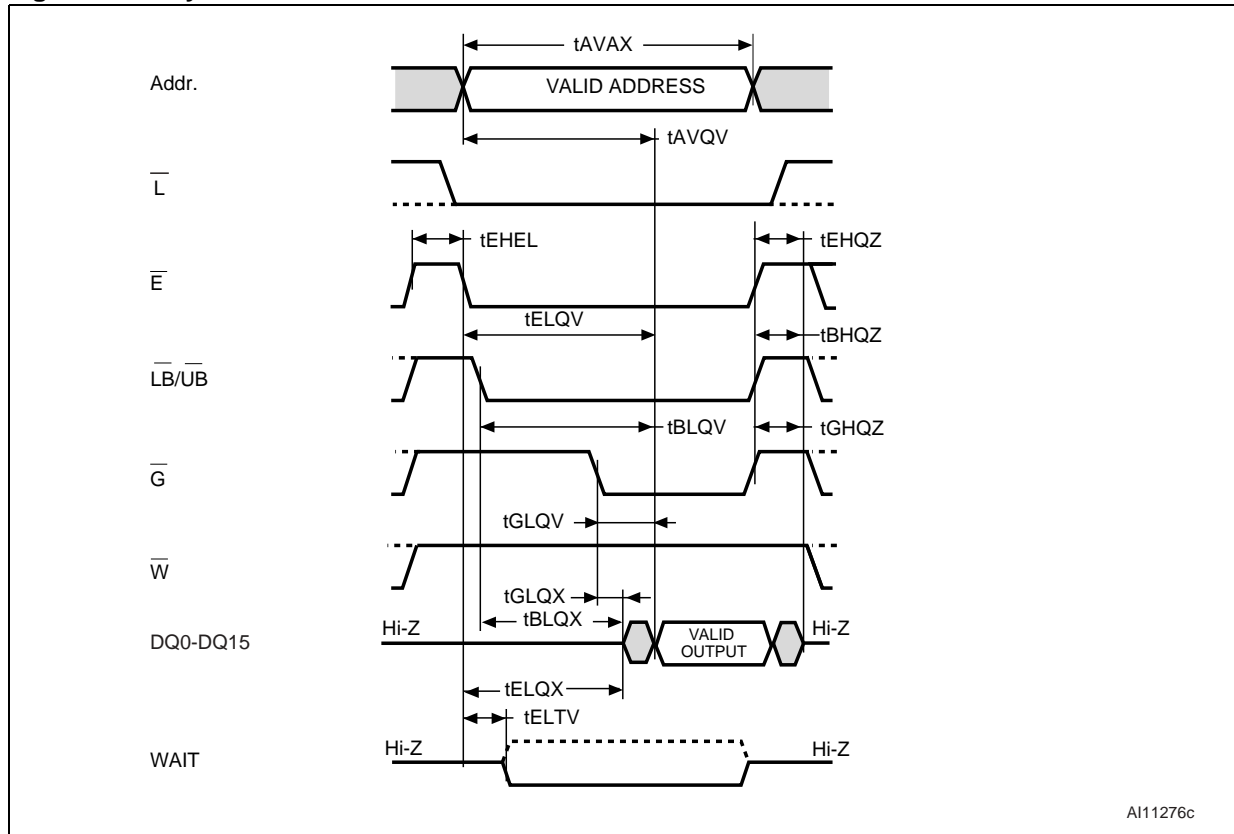 tAVAX
Addr.
VALID ADDRESS
tAVQV
L
tEHEL
tEHQZ
E
tELQV
tBHQZ
LB/UB
tBLQV
tGHQZ
G
tGLQV
W
tGLQX
tBLQX
Hi-Z
VALID
OUTPUT
Hi-Z
DQ0-DQ15
tELQX
tELTV
Hi-Z
Hi-Z
WAIT
AI11276c